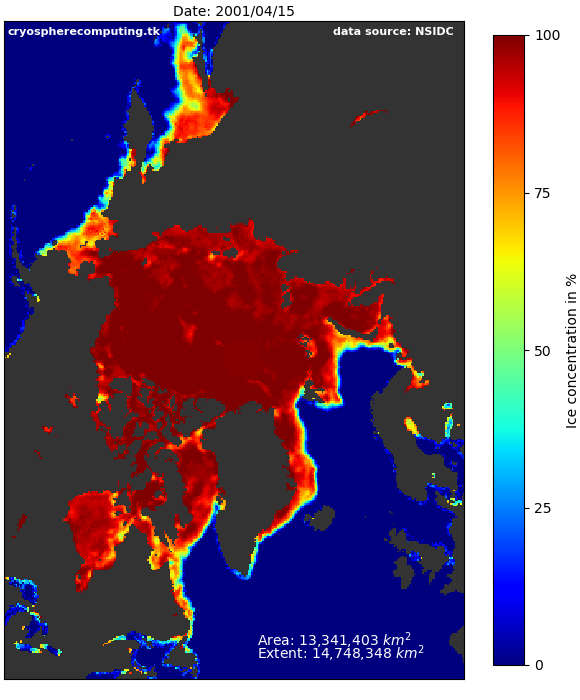 Date: 2001/04/15
cryospherecomputing.tk
data source: NSIDC
100
75
50
25
0
Ice concentration in %
Area: 13,341,403 km²
Extent: 14,748,348 km²